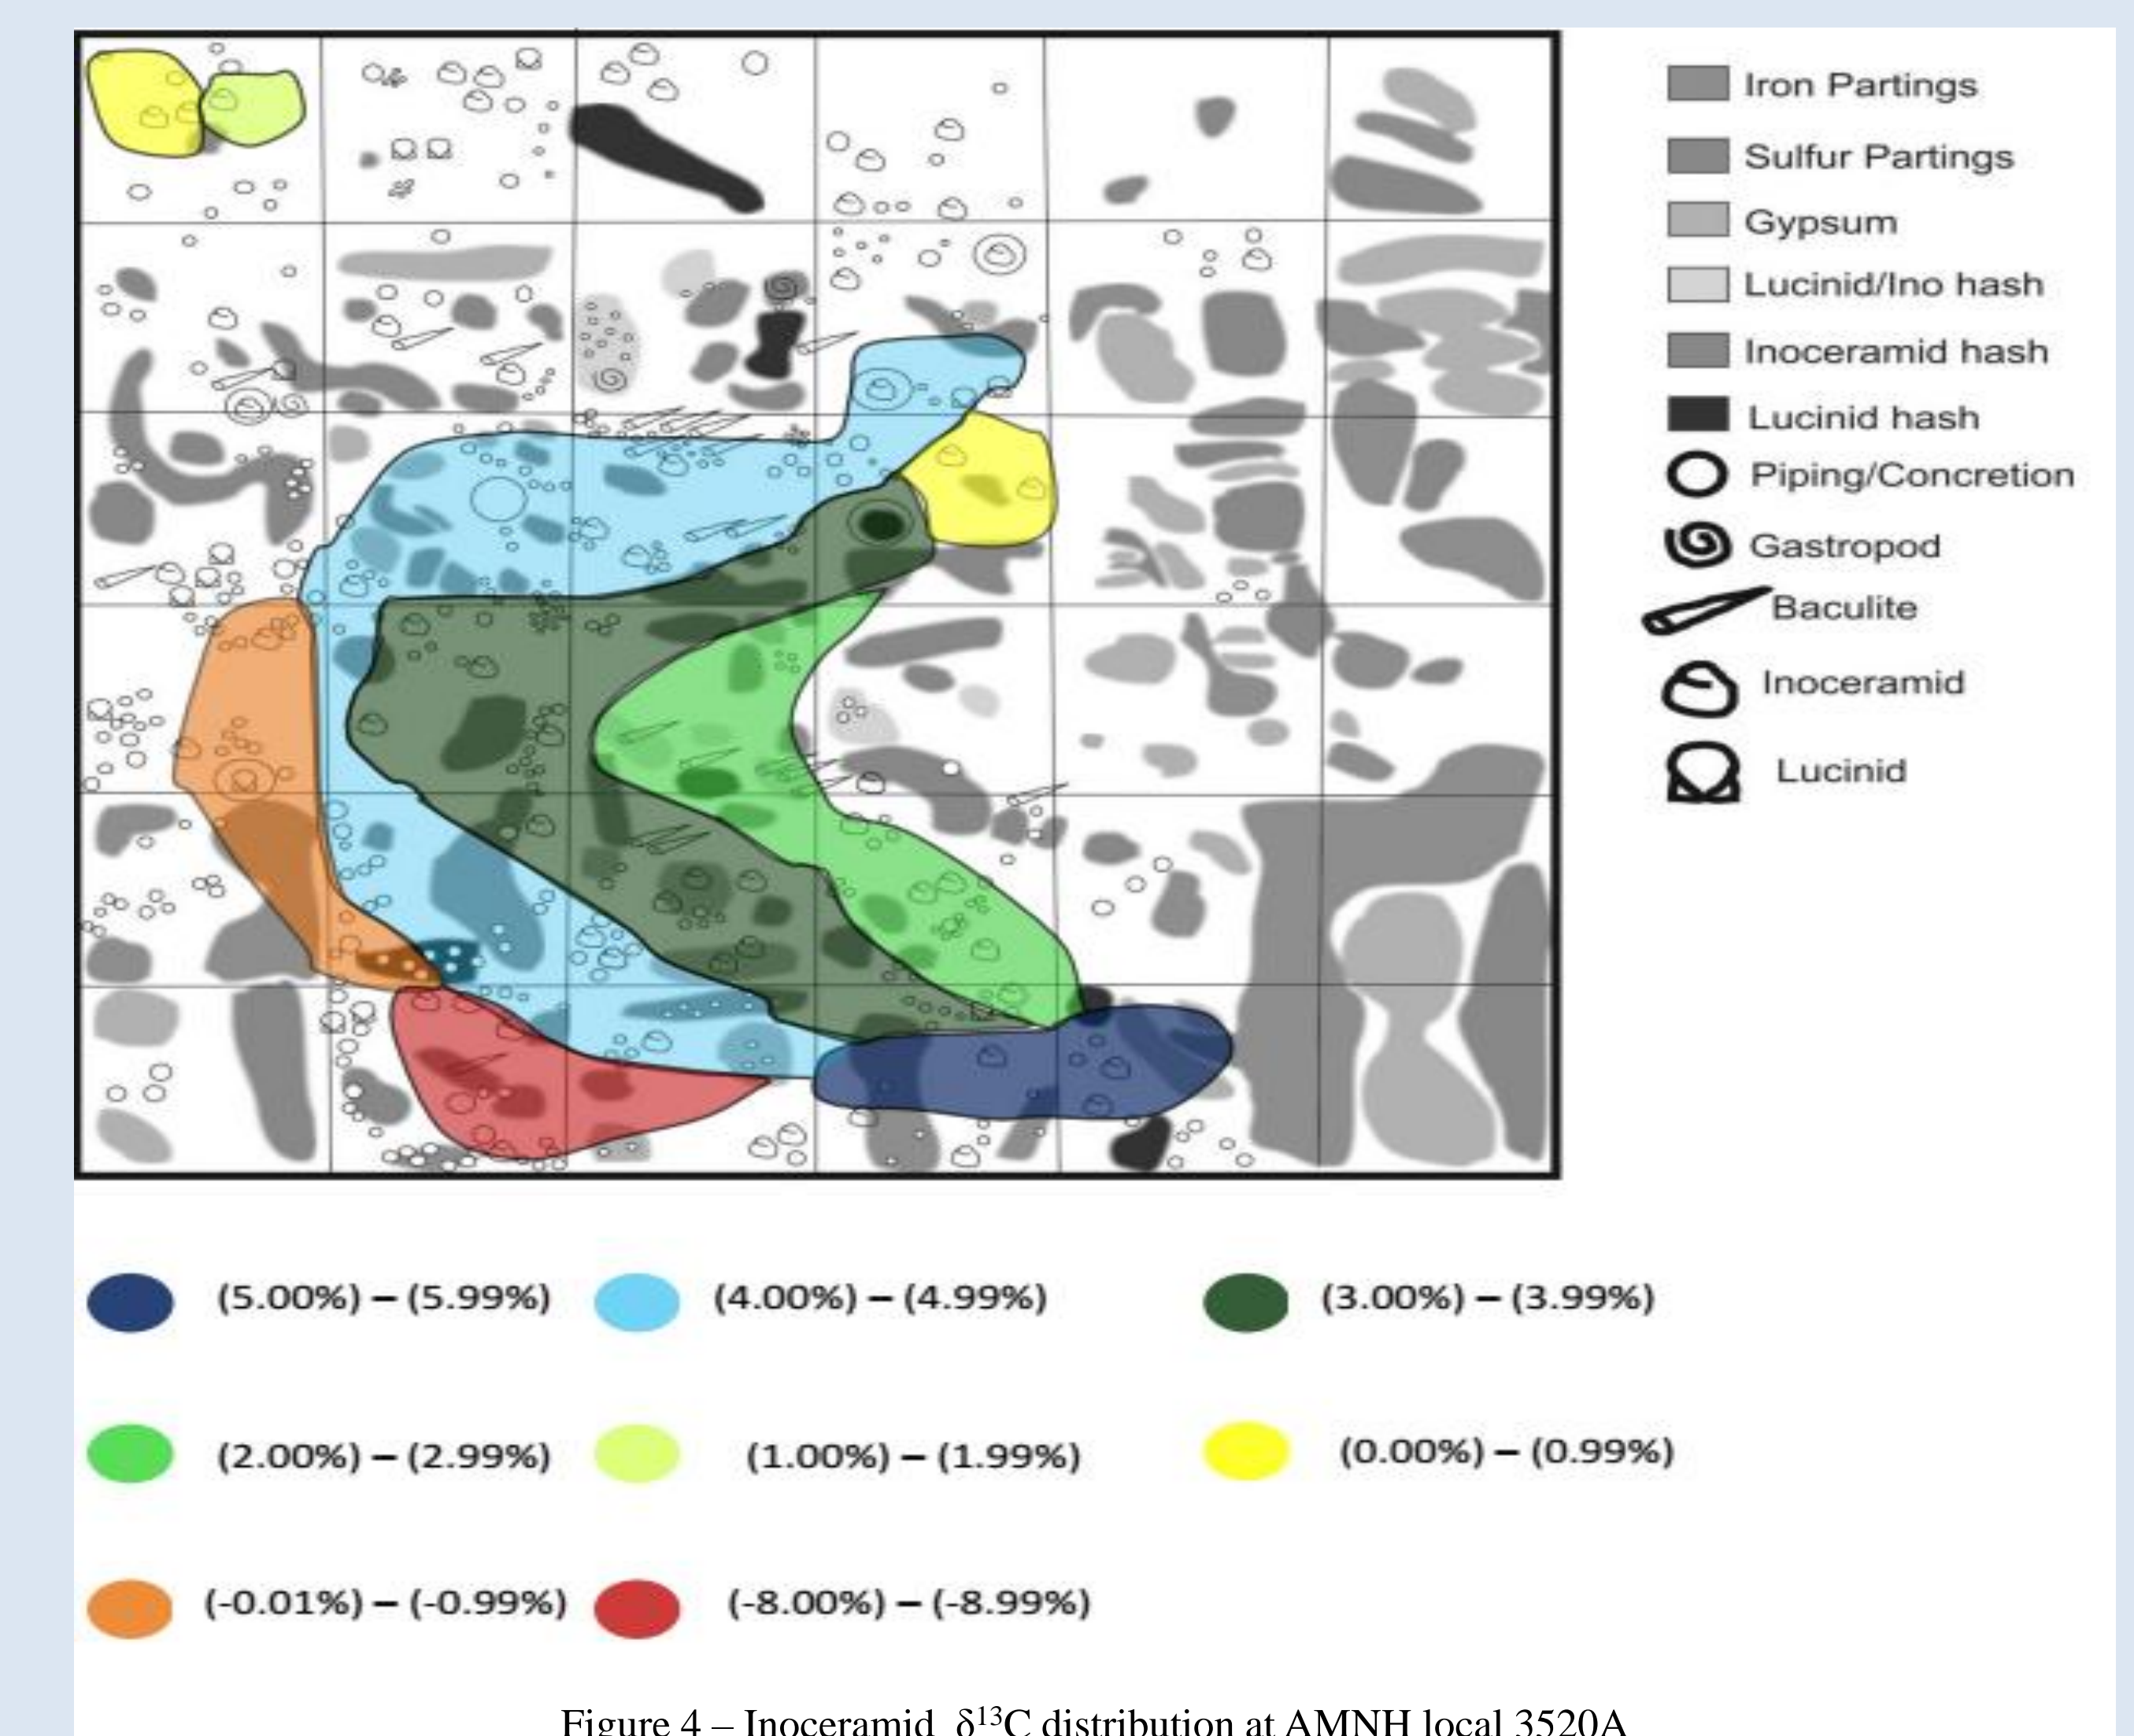 Iron Partings
Sulfur Partings
Gypsum
Lucinid/Ino hash
Inoceramid hash
Lucinid hash
Piping/Concretion
Gastropod
Baculite
Inoceramid
Lucinid
(5.00%) – (5.99%) (4.00%) – (4.99%) (3.00%) – (3.99%)
(2.00%) – (2.99%) (1.00%) – (1.99%) (0.00%) – (0.99%)
(-0.01%) – (-0.99%) (-8.00%) – (-8.99%)
Figure 4 – Inoceramid δ¹³C distribution at AMNH local 3520A